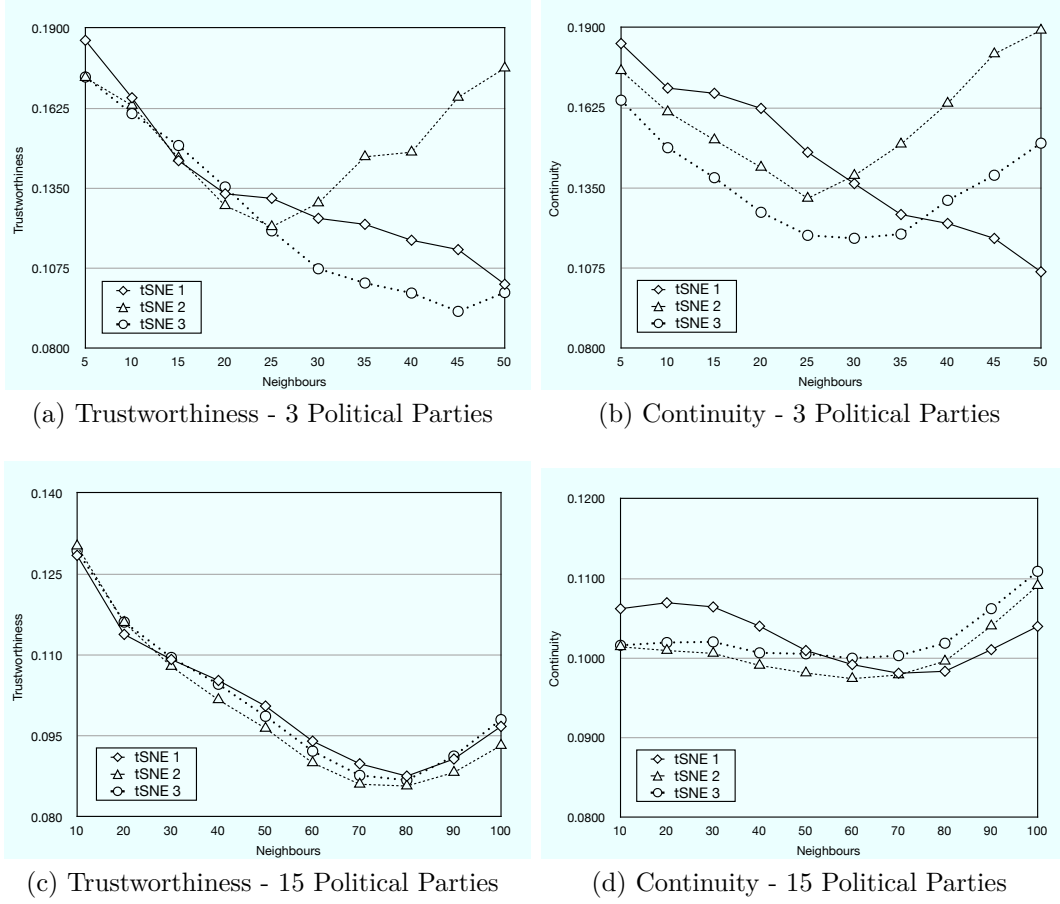 0.1900
0.1625
0.1350
0.1075
0.0800
Trustworthiness
tSNE 1
tSNE 2
tSNE 3
5 10 15 20 25 30 35 40 45 50
Neighbours
(a) Trustworthiness - 3 Political Parties
0.1900
0.1625
0.1350
0.1075
0.0800
Continuity
tSNE 1
tSNE 2
tSNE 3
5 10 15 20 25 30 35 40 45 50
Neighbours
(b) Continuity - 3 Political Parties
0.140
0.125
0.110
0.095
0.080
Trustworthiness
tSNE 1
tSNE 2
tSNE 3
10 20 30 40 50 60 70 80 90 100
Neighbours
(c) Trustworthiness - 15 Political Parties
0.1200
0.1100
0.1000
0.0900
0.0800
Continuity
tSNE 1
tSNE 2
tSNE 3
10 20 30 40 50 60 70 80 90 100
Neighbours
(d) Continuity - 15 Political Parties